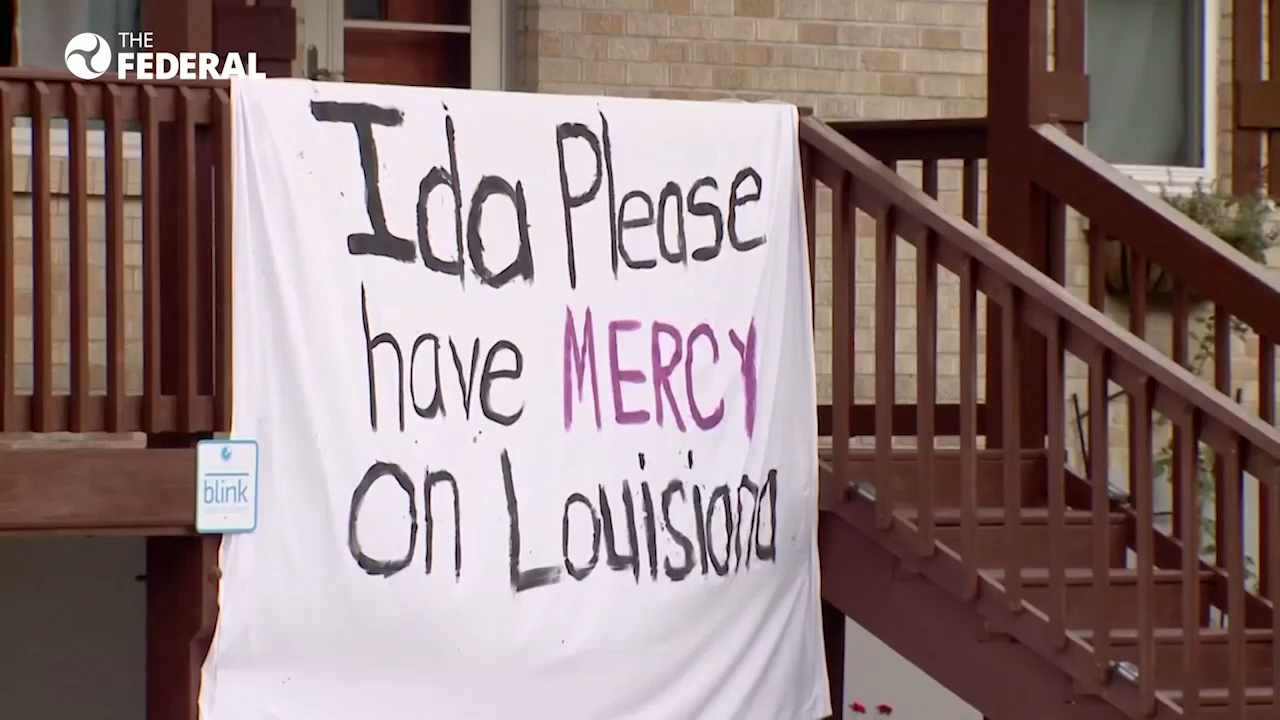 THE
FEDERAL
Ida Please
have MERCY
on Louisiana
blink